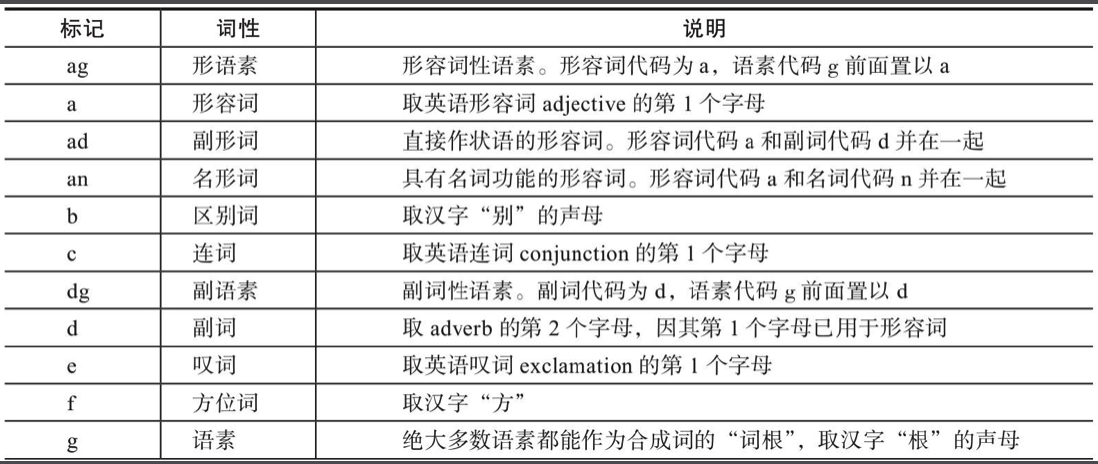 标记 词性 说明
ag 形语素 形容词性语素。形容词代码为 a，语素代码 g 前面置以 a
a 形容词 取英语形容词 adjective 的第 1 个字母
ad 副形词 直接作状语的形容词。形容词代码 a 和副词代码 d 并在一起
an 名形词 具有名词功能的形容词。形容词代码 a 和名词代码 n 并在一起
b 区别词 取汉字“别”的声母
c 连词 取英语连词 conjunction 的第 1 个字母
dg 副语素 副词性语素。副词代码为 d，语素代码 g 前面置以 d
d 副词 取 adverb 的第 2 个字母，因其第 1 个字母已用于形容词
e 叹词 取英语叹词 exclamation 的第 1 个字母
f 方位词 取汉字“方”
g 语素 绝大多数语素都能作为合成词的“词根”，取汉字“根”的声母